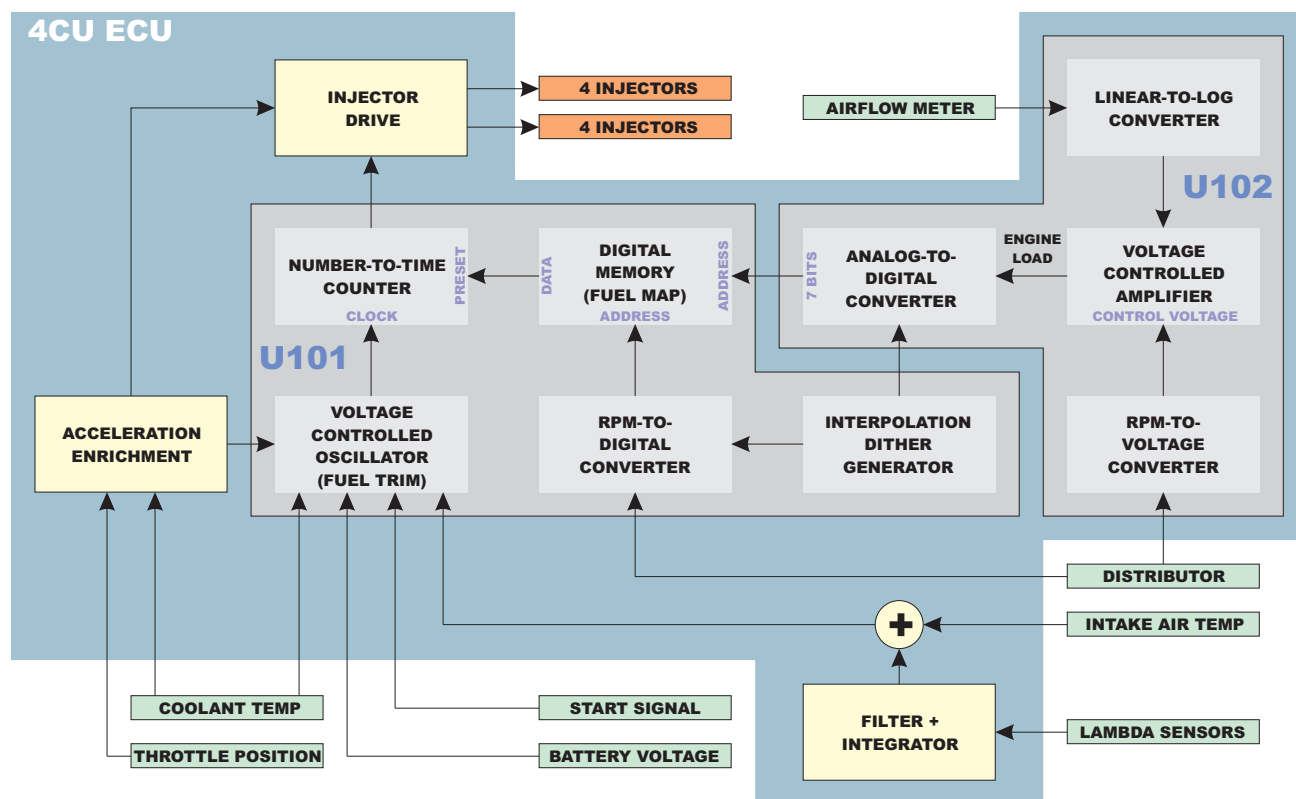 4CU ECU
INJECTOR
DRIVE
4 INJECTORS
4 INJECTORS
AIRFLOW METER
LINEAR-TO-LOG
CONVERTER
U102
NUMBER-TO-TIME
COUNTER
CLOCK
PRESET
DATA
DIGITAL
MEMORY
(FUEL MAP)
ADDRESS
ADDRESS
7 BITS
ANALOG-TO-
DIGITAL
CONVERTER
ENGINE
LOAD
VOLTAGE
CONTROLLED
AMPLIFIER
CONTROL VOLTAGE
U101
ACCELERATION
ENRICHMENT
VOLTAGE
CONTROLLED
OSCILLATOR
(FUEL TRIM)
RPM-TO-
DIGITAL
CONVERTER
INTERPOLATION
DITHER
GENERATOR
RPM-TO-
VOLTAGE
CONVERTER
DISTRIBUTOR
+
INTAKE AIR TEMP
COOLANT TEMP
START SIGNAL
FILTER +
INTEGRATOR
LAMBDA SENSORS
THROTTLE POSITION
BATTERY VOLTAGE